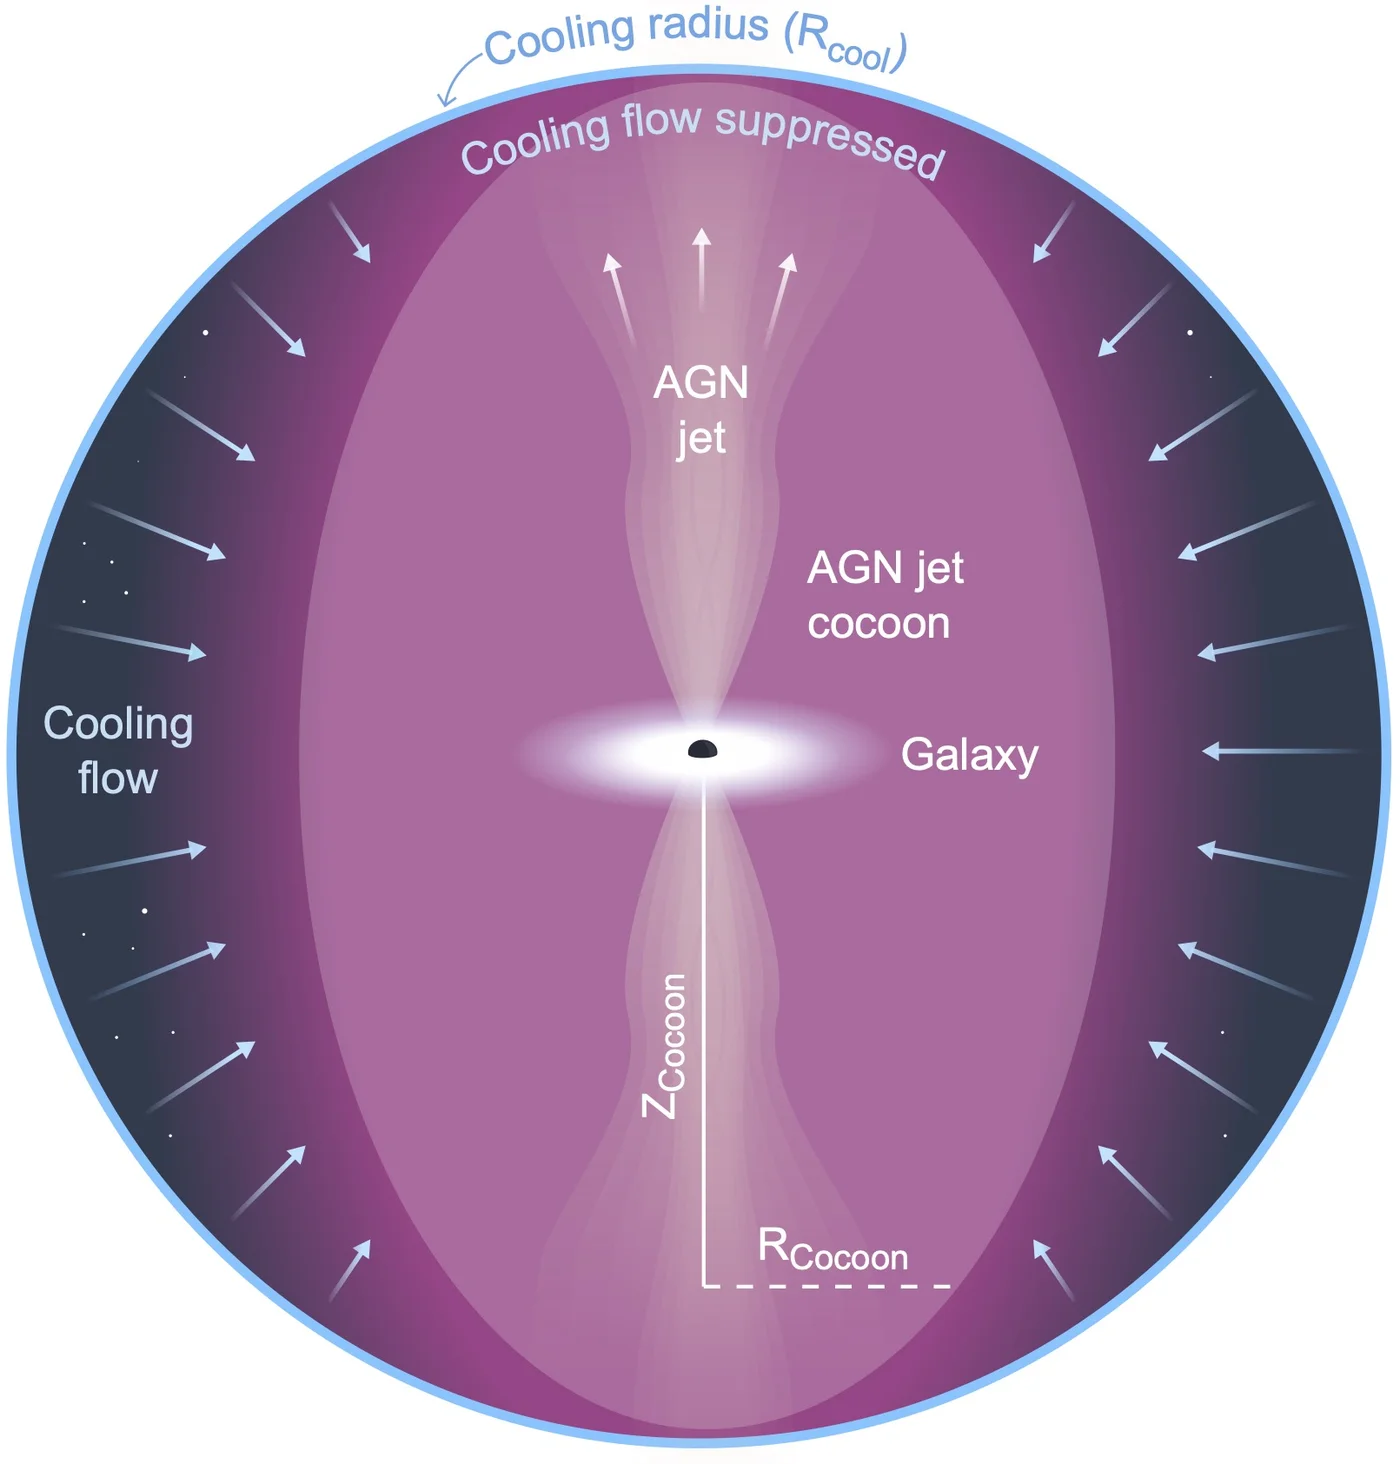 Cooling radius (Rcool)
Cooling flow suppressed
AGN
jet
AGN jet
cocoon
Cooling
flow
Galaxy
ZCocoon
RCocoon